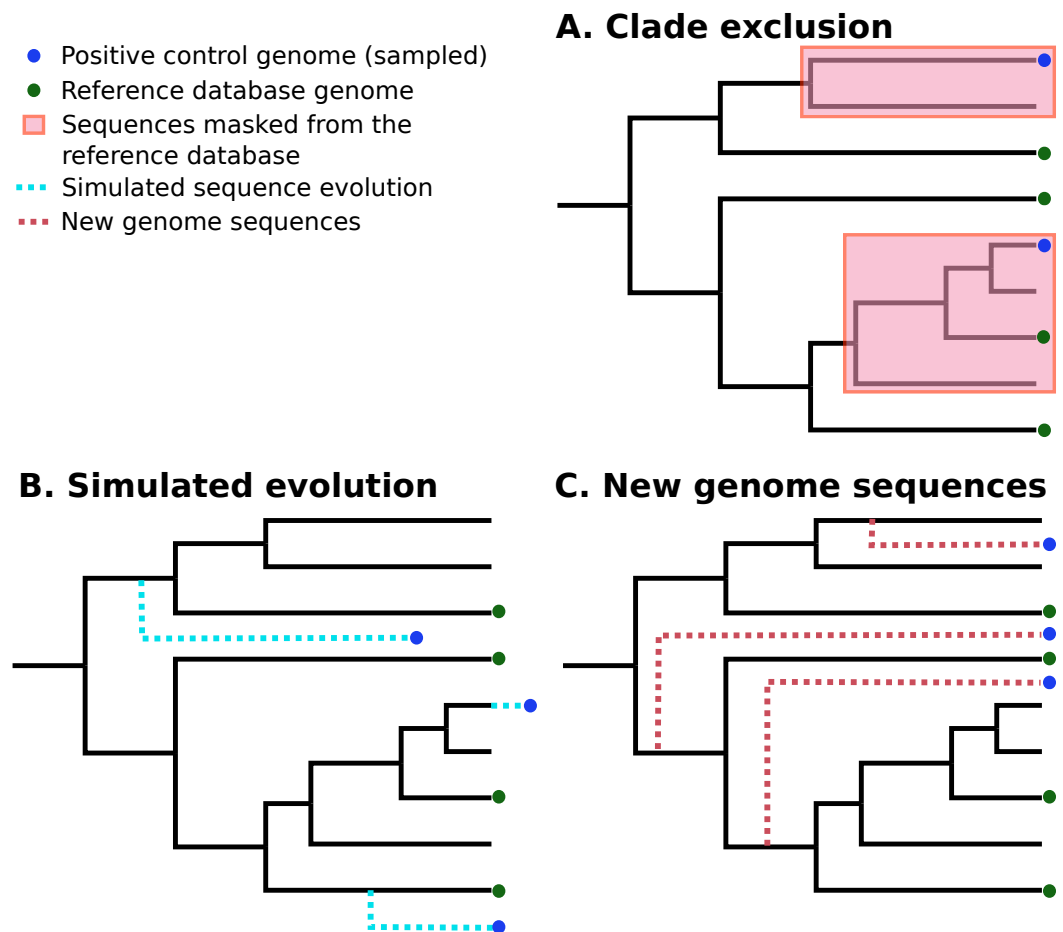 A. Clade exclusion
Positive control genome (sampled)
Reference database genome
Sequences masked from the
reference database
Simulated sequence evolution
New genome sequences
B. Simulated evolution
C. New genome sequences